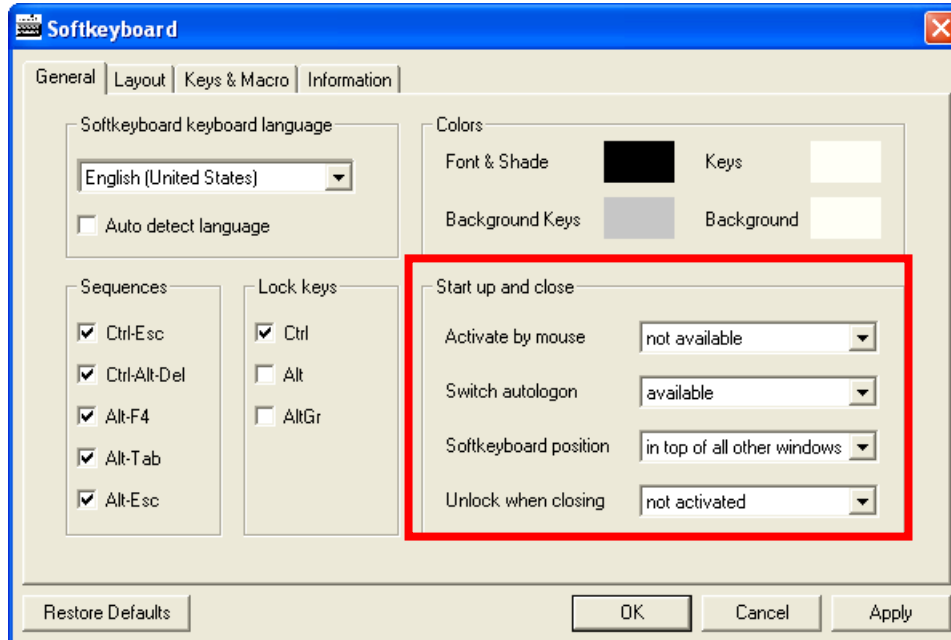 Softkeyboard
General Layout Keys & Macro Information
Softkeyboard keyboard language
English (United States)
Auto detect language
Colors
Font & Shade Keys
Background Keys Background
Sequences
Ctrl-Esc
Ctrl-Alt-Del
Alt-F4
Alt-Tab
Alt-Esc
Lock keys
Ctrl
Alt
AltGr
Start up and close
Activate by mouse not available
Switch autologon available
Softkeyboard position in top of all other windows
Unlock when closing not activated
Restore Defaults OK Cancel Apply